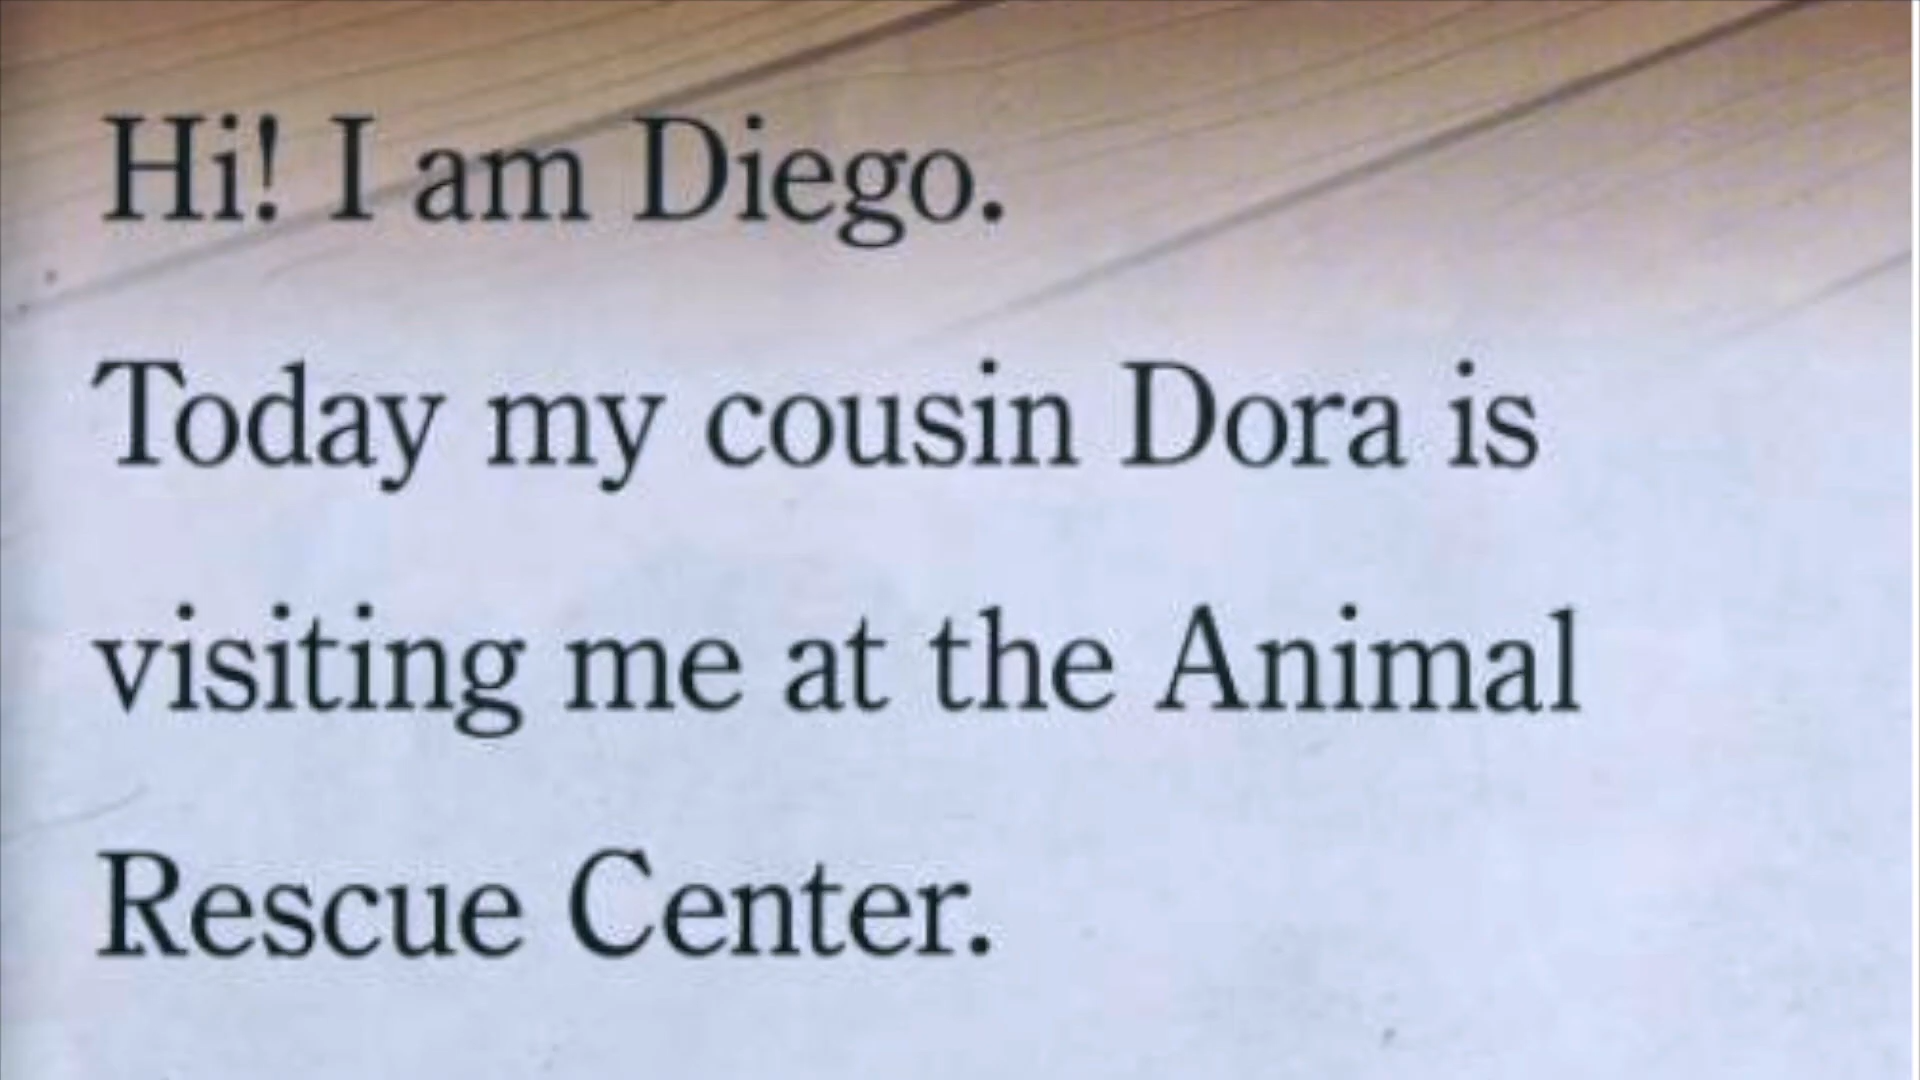 Hi! I am Diego.
Today my cousin Dora is
visiting me at the Animal
Rescue Center.